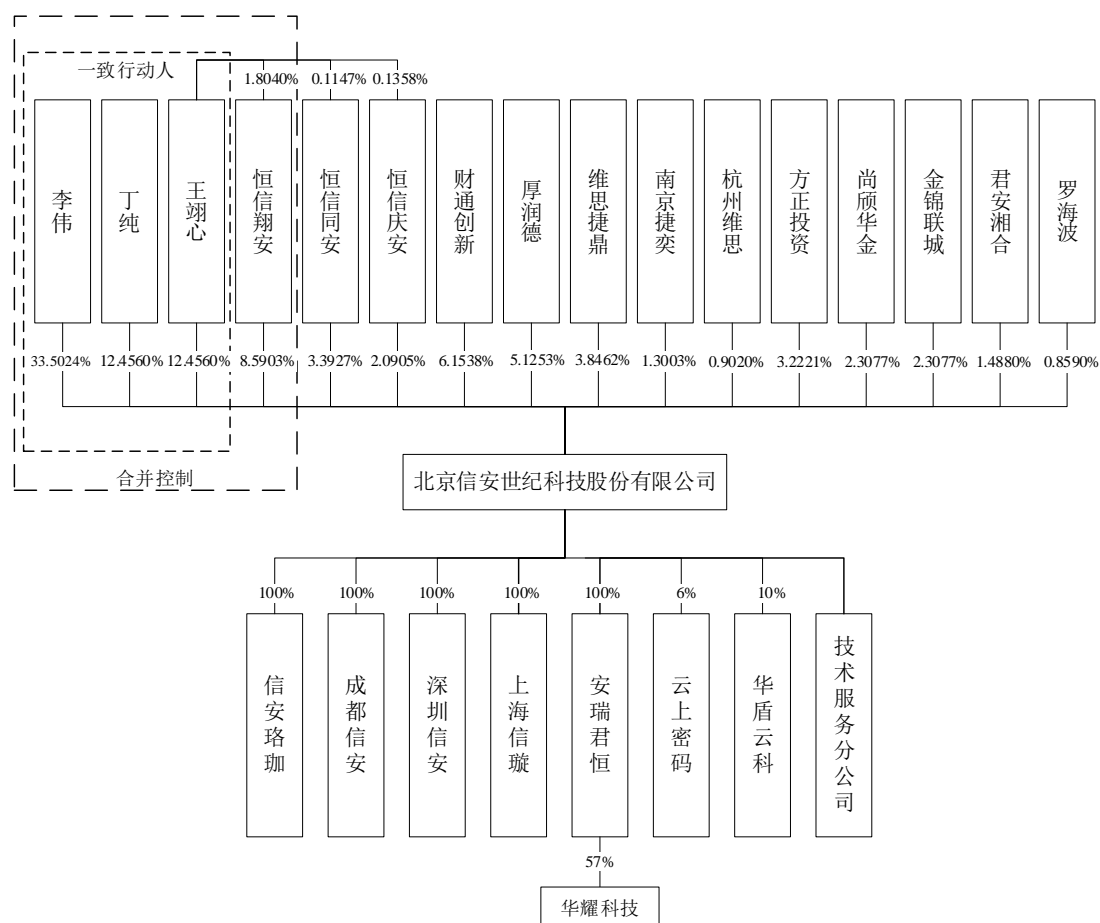 一致行动人
1.8040%
0.1147%
0.1358%
李伟
丁纯
王翊心
恒信翔安
恒信同安
恒信庆安
财通创新
厚润德
维思捷鼎
南京捷奕
杭州维思
方正投资
尚颀华金
金锦联城
君安湘合
罗海波
33.5024%
12.4560%
12.4560%
8.5903%
3.3927%
2.0905%
6.1538%
5.1253%
3.8462%
1.3003%
0.9020%
3.2221%
2.3077%
2.3077%
1.4880%
0.8590%
合并控制
北京信安世纪科技股份有限公司
100%
100%
100%
100%
100%
6%
10%
信安珞珈
成都信安
深圳信安
上海信璇
安瑞君恒
云上密码
华盾云科
技术服务分公司
57%
华耀科技